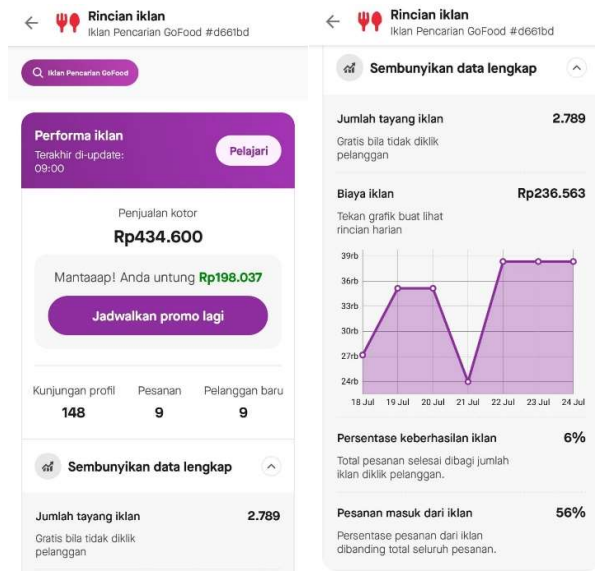 Rincian iklan
Iklan Pencarian GoFood #d661bd
Iklan Pencarian GoFood
Performa iklan
Terakhir di-update:
09:00
Pelajari
Penjualan kotor
Rp434.600
Mantaaap! Anda untung Rp198.037
Jadwalkan promo lagi
Kunjungan profil Pesanan Pelanggan baru
148 9 9
Sembunyikan data lengkap
Jumlah tayang iklan 2.789
Gratis bila tidak diklik
pelanggan
Rincian iklan
Iklan Pencarian GoFood #d661bd
Sembunyikan data lengkap
Jumlah tayang iklan 2.789
Gratis bila tidak diklik
pelanggan
Biaya iklan Rp236.563
Tekan grafik buat lihat
rincian harian
39rb
36rb
33rb
30rb
27rb
24rb
18 Jul 19 Jul 20 Jul 21 Jul 22 Jul 23 Jul 24 Jul
Persentase keberhasilan iklan 6%
Total pesanan selesai dibagi jumlah
iklan diklik pelanggan.
Pesanan masuk dari iklan 56%
Persentase pesanan dari iklan
dibanding total seluruh pesanan.